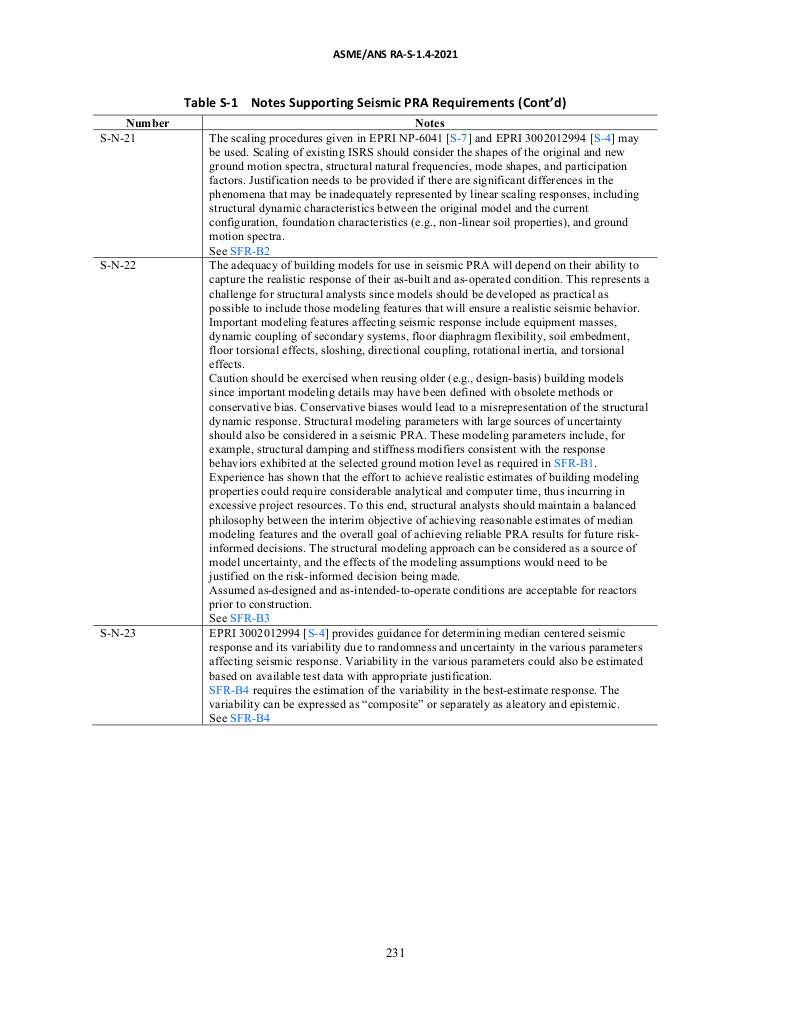 ASME/ANS RA-S-1.4-2021
Table S-1 Notes Supporting Seismic PRA Requirements (Cont’d)
Number Notes
S-N-21 The scaling procedures given in EPRI NP-6041 [S-7] and EPRI 3002012994 [S-4] may
be used. Scaling of existing ISRS should consider the shapes of the original and new
ground motion spectra, structural natural frequencies, mode shapes, and participation
factors. Justification needs to be provided if there are significant differences in the
phenomena that may be inadequately represented by linear scaling responses, including
structural dynamic characteristics between the original model and the current
configuration, foundation characteristics (e.g., non-linear soil properties), and ground
motion spectra.
See SFR-B2
S-N-22 The adequacy of building models for use in seismic PRA will depend on their ability to
capture the realistic response of their as-built and as-operated condition. This represents a
challenge for structural analysts since models should be developed as practical as
possible to include those modeling features that will ensure a realistic seismic behavior.
Important modeling features affecting seismic response include equipment masses,
dynamic coupling of secondary systems, floor diaphragm flexibility, soil embedment,
floor torsional effects, sloshing, directional coupling, rotational inertia, and torsional
effects.
Caution should be exercised when reusing older (e.g., design-basis) building models
since important modeling details may have been defined with obsolete methods or
conservative bias. Conservative biases would lead to a misrepresentation of the structural
dynamic response. Structural modeling parameters with large sources of uncertainty
should also be considered in a seismic PRA. These modeling parameters include, for
example, structural damping and stiffness modifiers consistent with the response
behaviors exhibited at the selected ground motion level as required in SFR-B1.
Experience has shown that the effort to achieve realistic estimates of building modeling
properties could require considerable analytical and computer time, thus incurring in
excessive project resources. To this end, structural analysts should maintain a balanced
philosophy between the interim objective of achieving reasonable estimates of median
modeling features and the overall goal of achieving reliable PRA results for future risk-
informed decisions. The structural modeling approach can be considered as a source of
model uncertainty, and the effects of the modeling assumptions would need to be
justified on the risk-informed decision being made.
Assumed as-designed and as-intended-to-operate conditions are acceptable for reactors
prior to construction.
See SFR-B3
S-N-23 EPRI 3002012994 [S-4] provides guidance for determining median centered seismic
response and its variability due to randomness and uncertainty in the various parameters
affecting seismic response. Variability in the various parameters could also be estimated
based on available test data with appropriate justification.
SFR-B4 requires the estimation of the variability in the best-estimate response. The
variability can be expressed as “composite” or separately as aleatory and epistemic.
See SFR-B4
231